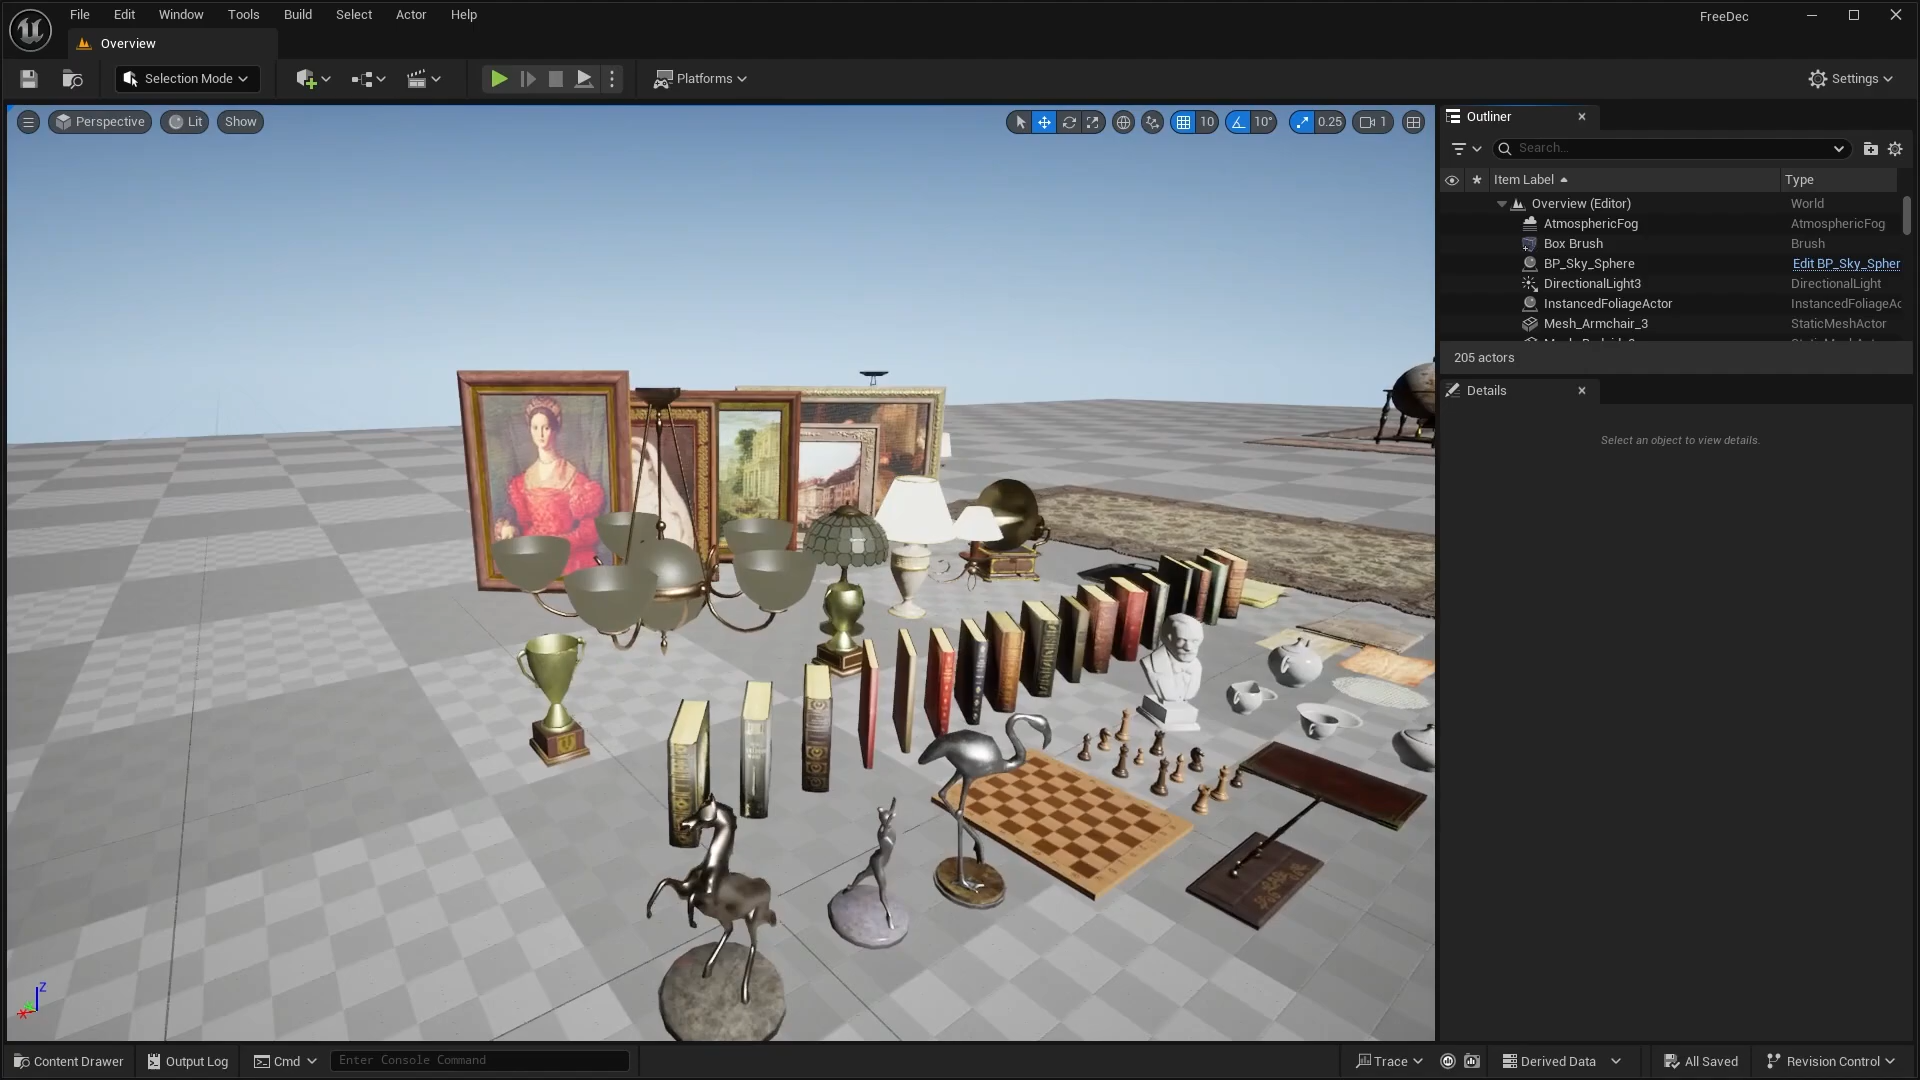 File Edit Window Tools Build Select Actor Help
FreeDec
Overview
Selection Mode
Platforms
Settings
Perspective Lit Show
10 10° 0.25 1
Outliner
Search...
Item Label Type
Overview (Editor) World
AtmosphericFog AtmosphericFog
Box Brush Brush
BP_Sky_Sphere Edit BP_Sky_Spher
DirectionalLight3 DirectionalLight
InstancedFoliageActor InstancedFoliageAc
Mesh_Armchair_3 StaticMeshActor
205 actors
Details
Select an object to view details.
Z
X
Content Drawer Output Log Cmd Enter Console Command Trace Derived Data All Saved Revision Control